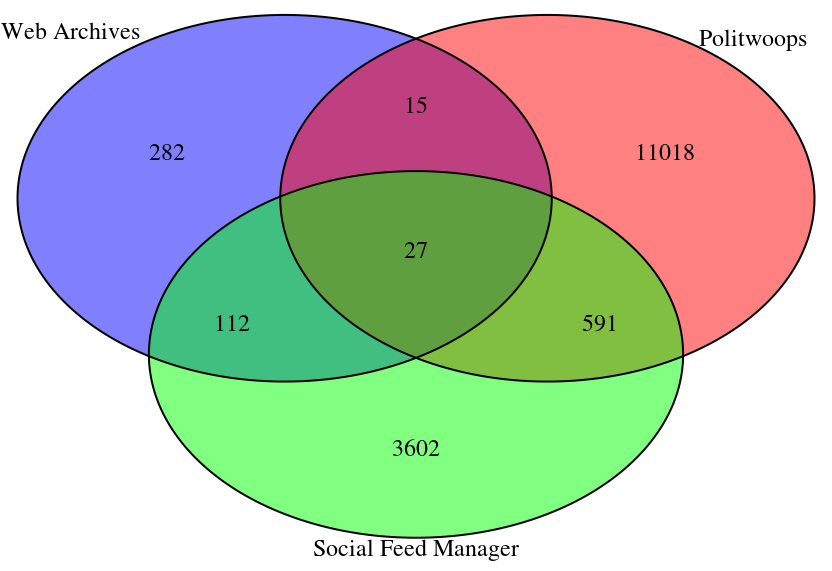 Web Archives
Politwoops
15
282
11018
27
112
591
3602
Social Feed Manager